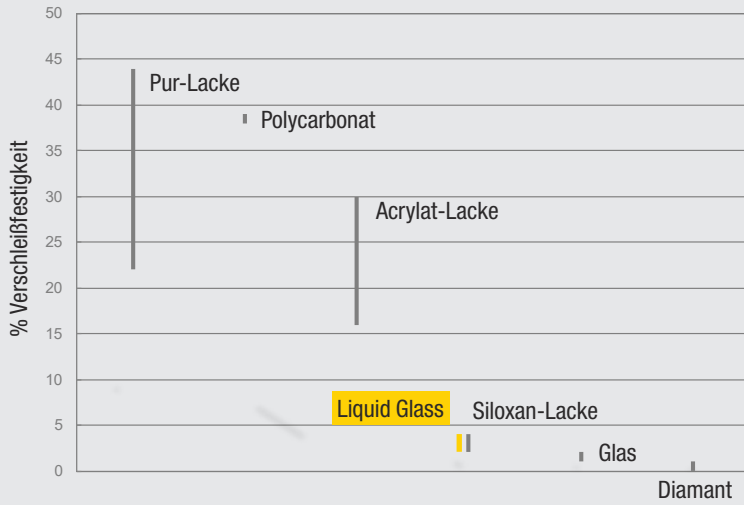 50
45
Pur-Lacke
40
Polycarbonat
35
30
Acrylat-Lacke
25
20
15
10
Liquid Glass
Siloxan-Lacke
5
Glas
0
Diamant
% Verschleißfestigkeit